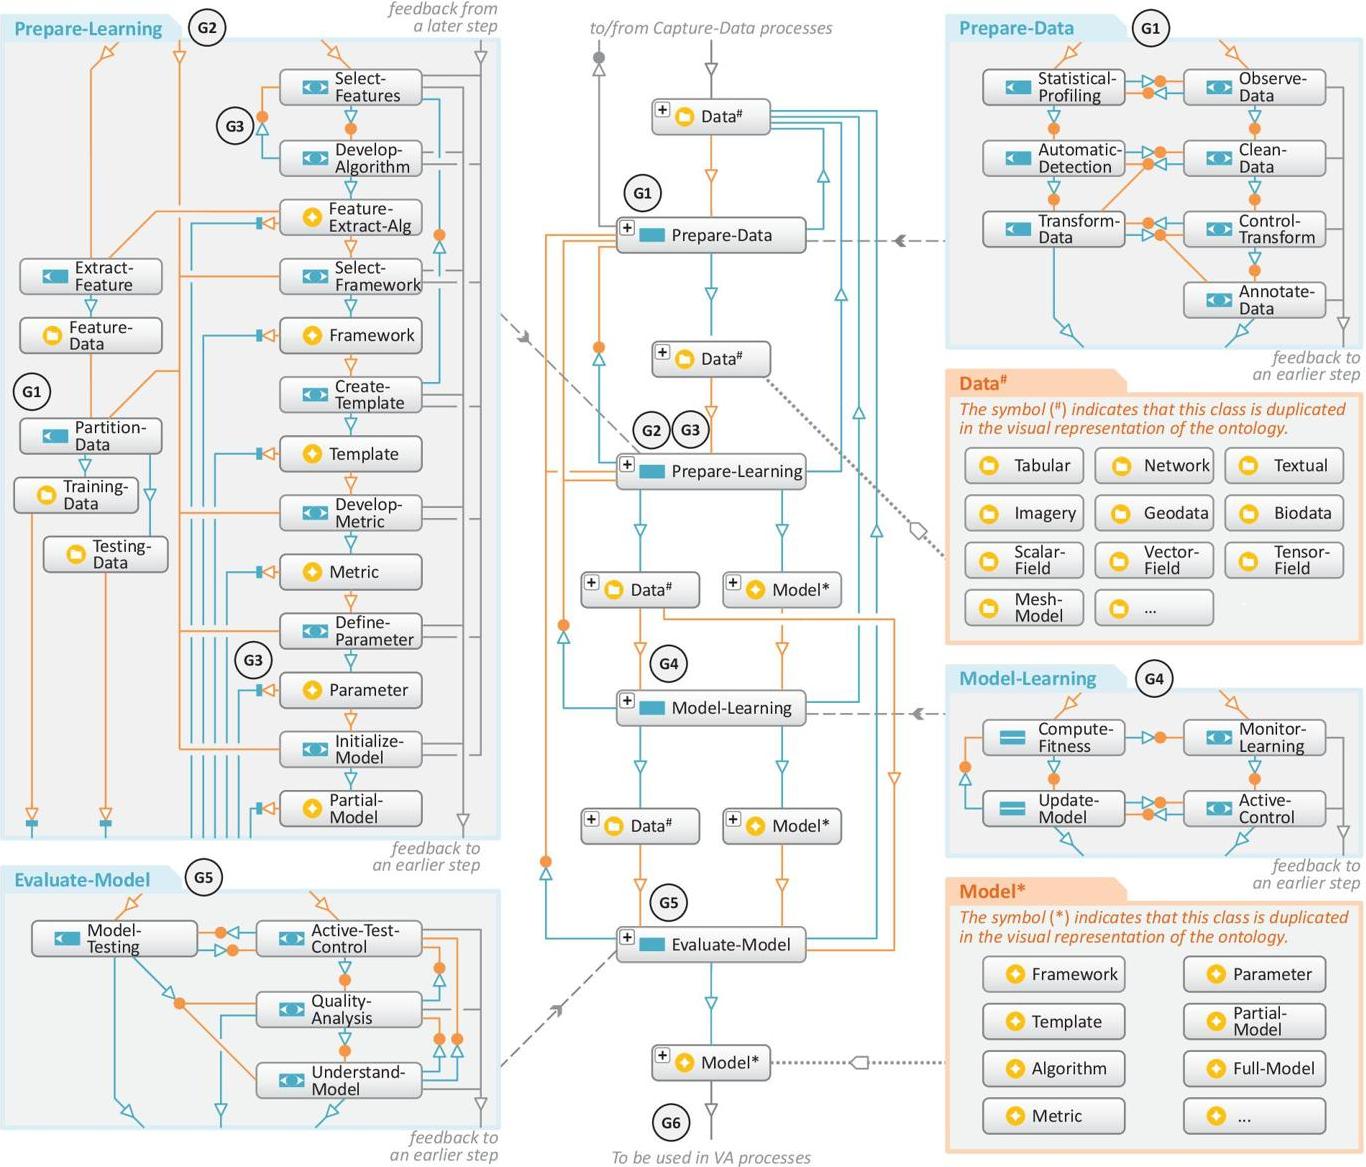 Prepare-Learning
G2
feedback from
a later step
Select-
Features
G3
Develop-
Algorithm
Feature-
Extract-Alg
Extract-
Feature
Select-
Framework
Feature-
Data
Framework
G1
Create-
Template
Partition-
Data
Template
Training-
Data
Develop-
Metric
Testing-
Data
Metric
Define-
Parameter
G3
Parameter
Initialize-
Model
Partial-
Model
feedback to
an earlier step
Evaluate-Model
G5
Model-
Testing
Active-Test-
Control
Quality-
Analysis
Understand-
Model
feedback to
an earlier step
to/from Capture-Data processes
+ Data#
G1
+ Prepare-Data
+ Data#
G2 G3
+ Prepare-Learning
+ Data#
+ Model*
G4
+ Model-Learning
+ Data#
+ Model*
G5
+ Evaluate-Model
+ Model*
G6
To be used in VA processes
Prepare-Data
G1
Statistical-
Profiling
Observe-
Data
Automatic-
Detection
Clean-
Data
Transform-
Data
Control-
Transform
Annotate-
Data
feedback to
an earlier step
Data#
The symbol (#) indicates that this class is duplicated
in the visual representation of the ontology.
Tabular
Network
Textual
Imagery
Geodata
Biodata
Scalar-
Field
Vector-
Field
Tensor-
Field
Mesh-
Model
...
Model-Learning
G4
Compute-
Fitness
Monitor-
Learning
Update-
Model
Active-
Control
feedback to
an earlier step
Model*
The symbol (*) indicates that this class is duplicated
in the visual representation of the ontology.
Framework
Parameter
Template
Partial-
Model
Algorithm
Full-Model
Metric
...